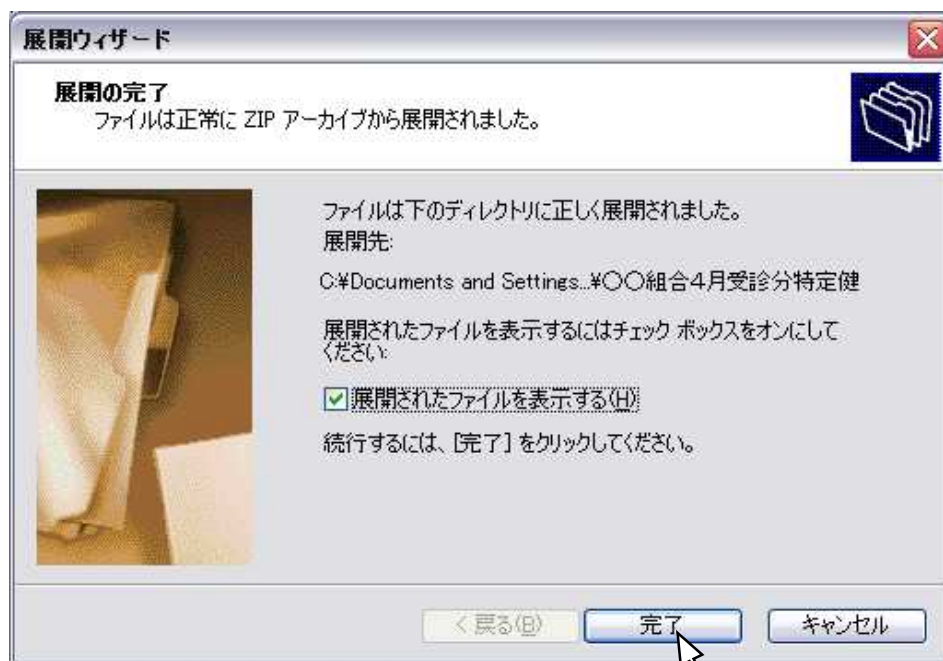 展開ウィザード
展開の完了
ファイルは正常に ZIP アーカイブから展開されました。
ファイルは下のディレクトリに正しく展開されました。
展開先:
C:¥Documents and Settings...¥〇〇組合4月受診分特定健
展開されたファイルを表示するにはチェック ボックスをオンにして
ください:
展開されたファイルを表示する(H)
続行するには、[完了] をクリックしてください。
< 戻る(B)
完了
キャンセル